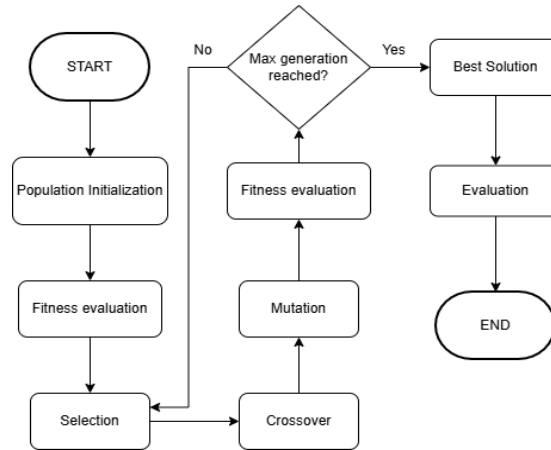 START
Population Initialization
Fitness evaluation
Selection
Crossover
Mutation
Fitness evaluation
Max generation
reached?
No
Yes
Best Solution
Evaluation
END